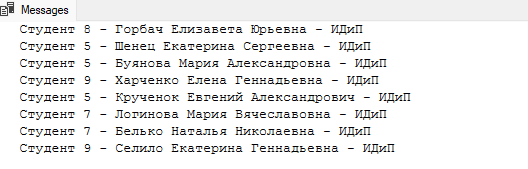 Messages
Студент 8 - Горбач Елизавета Юрьевна - ИДиП
Студент 5 - Шенец Екатерина Сергеевна - ИДиП
Студент 5 - Буянова Мария Александровна - ИДиП
Студент 9 - Харченко Елена Геннадьевна - ИДиП
Студент 5 - Крученок Евгений Александрович - ИДиП
Студент 7 - Логинова Мария Вячеславовна - ИДиП
Студент 7 - Белько Наталья Николаевна - ИДиП
Студент 9 - Селило Екатерина Геннадьевна - ИДиП